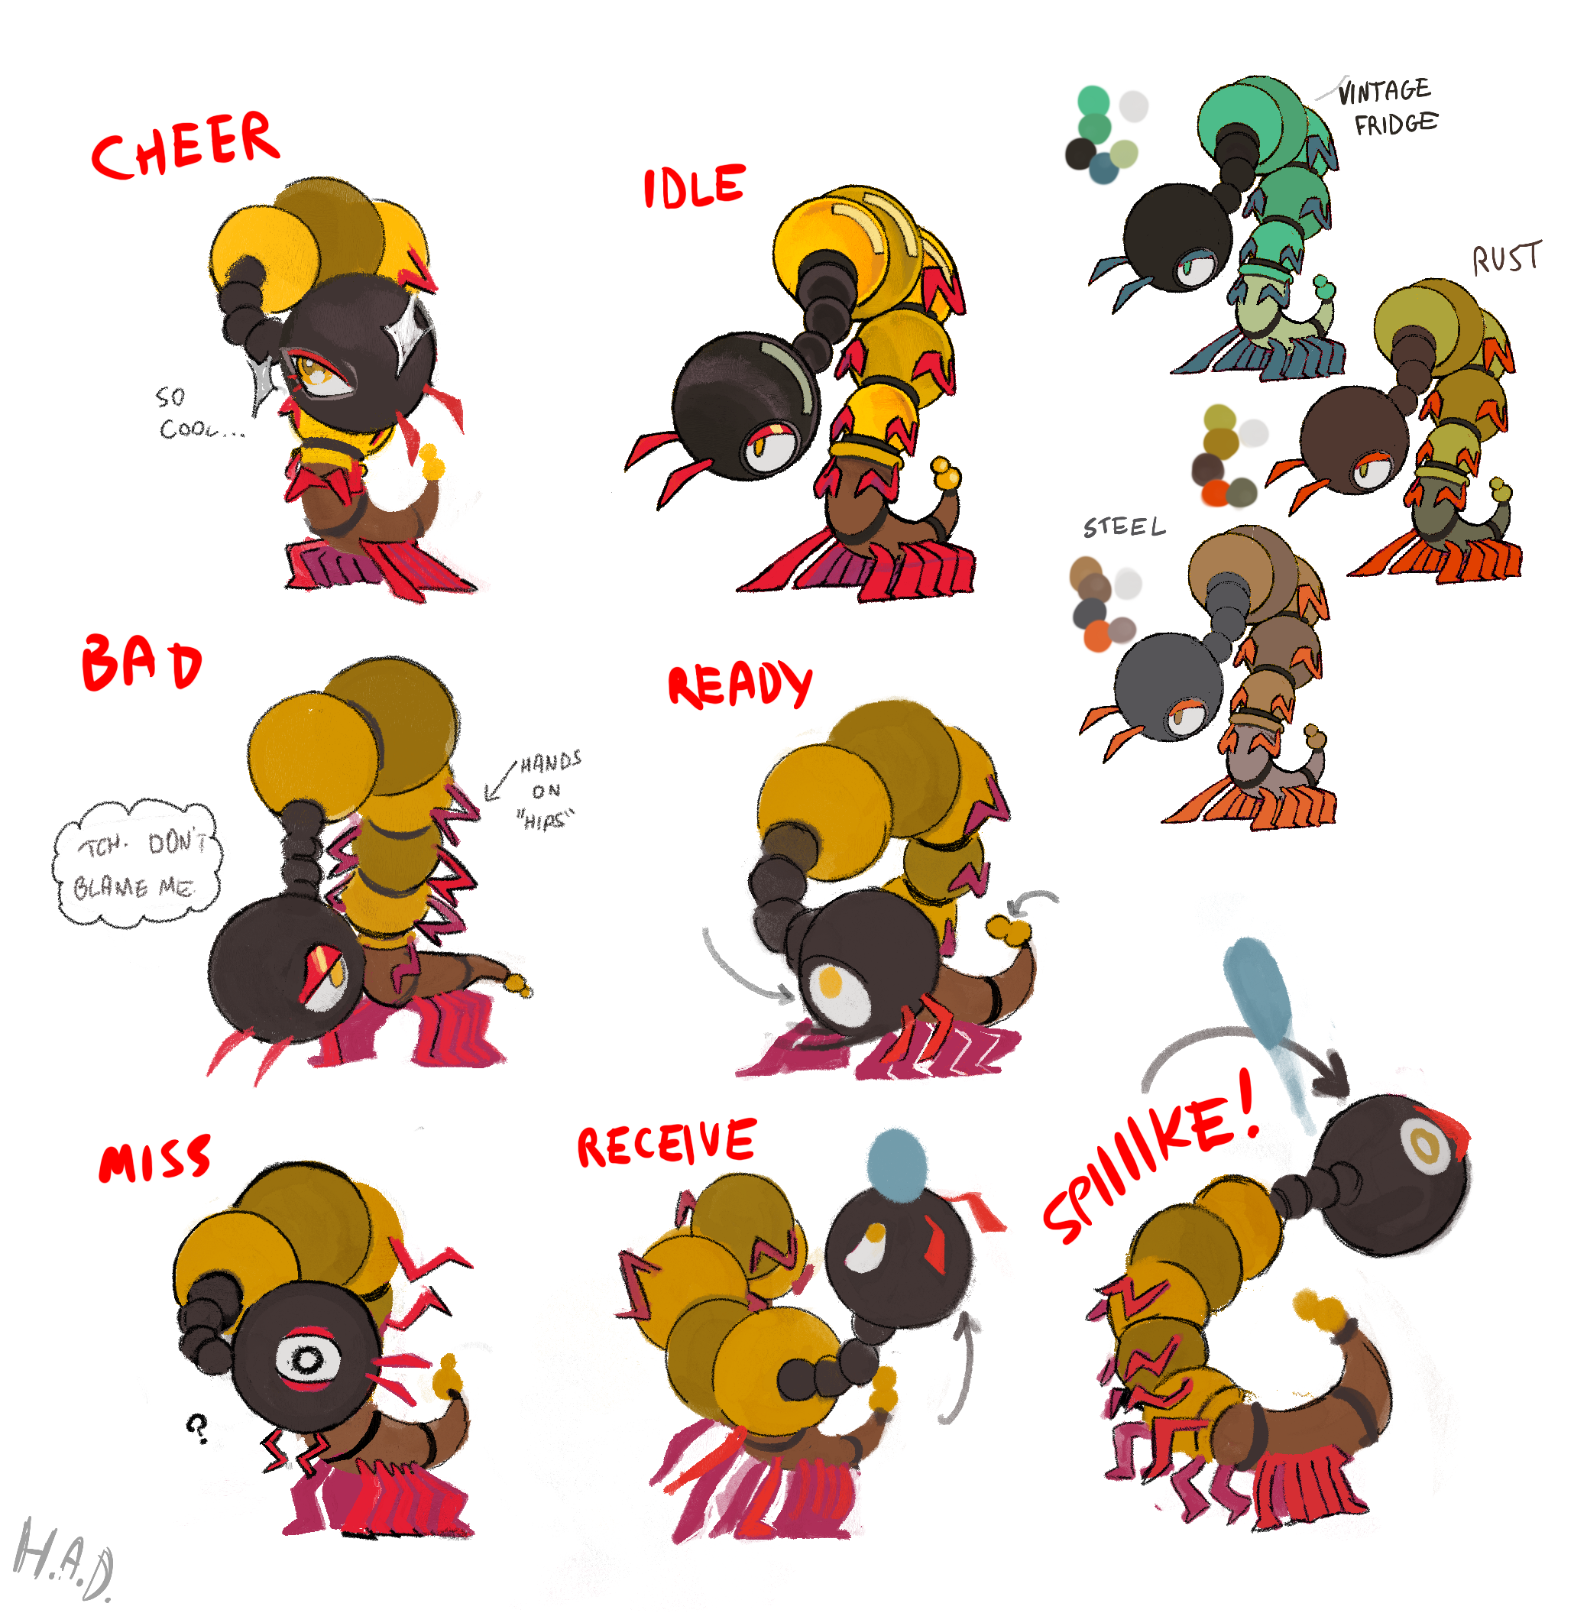 CHEER
SO
COOL...
IDLE
VINTAGE
FRIDGE
RUST
STEEL
BAD
TCH. DON'T
BLAME ME.
HANDS
ON
"HIPS"
READY
MISS
?
RECEIVE
SPIIIIIKE!
H.A.D.